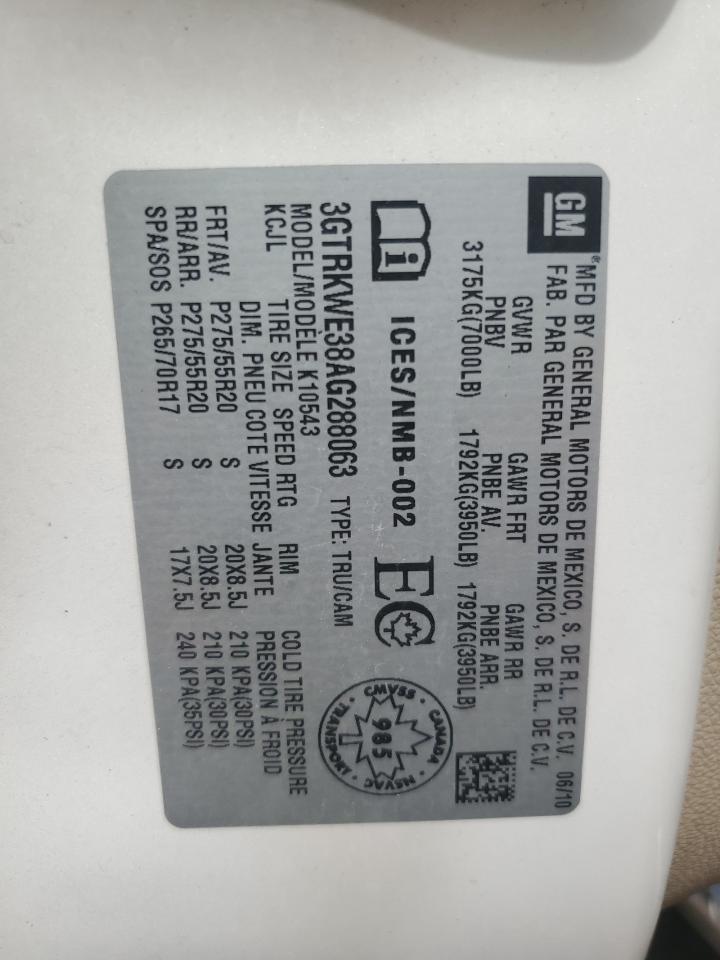 GM
MFD BY GENERAL MOTORS DE MEXICO, S. DE R.L. DE C.V. 06/10
FAB. PAR GENERAL MOTORS DE MEXICO, S. DE R.L. DE C.V.
GVWR GAWR FRT GAWR RR
PNBV PNBE AV. PNBE ARR.
3175KG(7000LB) 1792KG(3950LB) 1792KG(3950LB)
i ICES/NMB-002 EC
CANADA · NSVAC · TRANSPORT · CMVSS ·
985
3GTRKWE38AG288063 TYPE: TRU/CAM
MODEL/MODÈLE K10543
KCJL TIRE SIZE SPEED RTG RIM COLD TIRE PRESSURE
DIM. PNEU COTE VITESSE JANTE PRESSION À FROID
FRT/AV. P275/55R20 S 20X8.5J 210 KPA(30PSI)
RR/ARR. P275/55R20 S 20X8.5J 210 KPA(30PSI)
SPA/SOS P265/70R17 S 17X7.5J 240 KPA(35PSI)